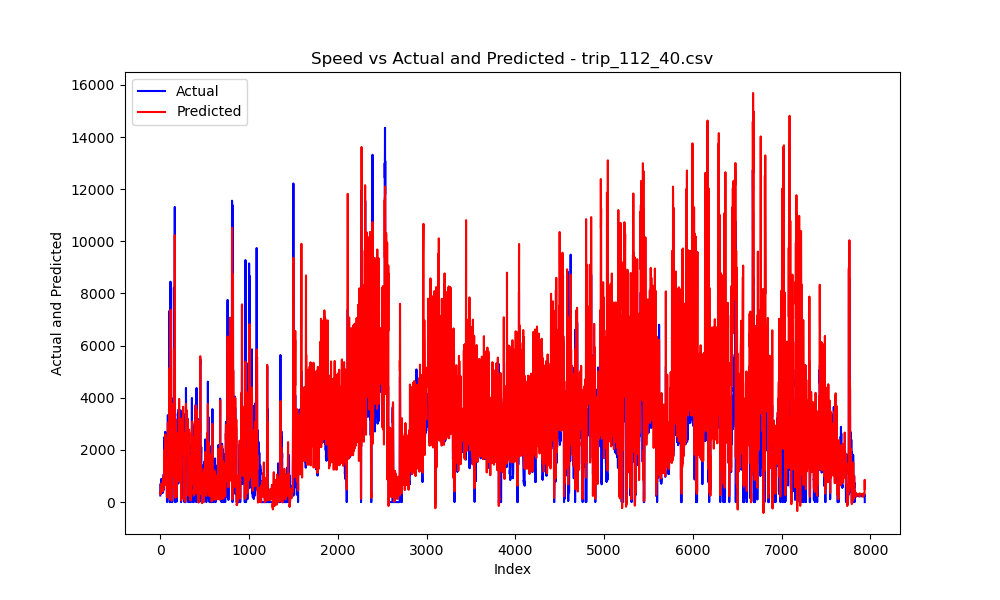 Speed vs Actual and Predicted - trip_112_40.csv
Actual
Predicted
16000
14000
12000
10000
8000
6000
4000
2000
0
Actual and Predicted
0 1000 2000 3000 4000 5000 6000 7000 8000
Index